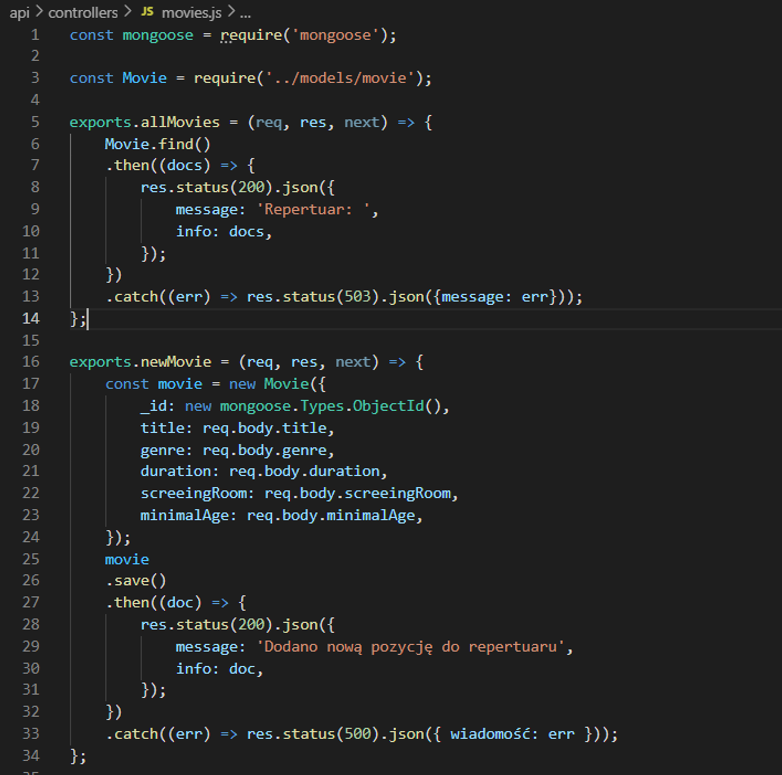 api > controllers > JS movies.js > ...
1 const mongoose = require('mongoose');
2
3 const Movie = require('../models/movie');
4
5 exports.allMovies = (req, res, next) => {
6     Movie.find()
7     .then((docs) => {
8         res.status(200).json({
9             message: 'Repertuar: ',
10             info: docs,
11         });
12     })
13     .catch((err) => res.status(503).json({message: err}));
14 };
15
16 exports.newMovie = (req, res, next) => {
17     const movie = new Movie({
18         _id: new mongoose.Types.ObjectId(),
19         title: req.body.title,
20         genre: req.body.genre,
21         duration: req.body.duration,
22         screeingRoom: req.body.screeingRoom,
23         minimalAge: req.body.minimalAge,
24     });
25     movie
26     .save()
27     .then((doc) => {
28         res.status(200).json({
29             message: 'Dodano nową pozycję do repertuaru',
30             info: doc,
31         });
32     })
33     .catch((err) => res.status(500).json({ wiadomość: err }));
34 };